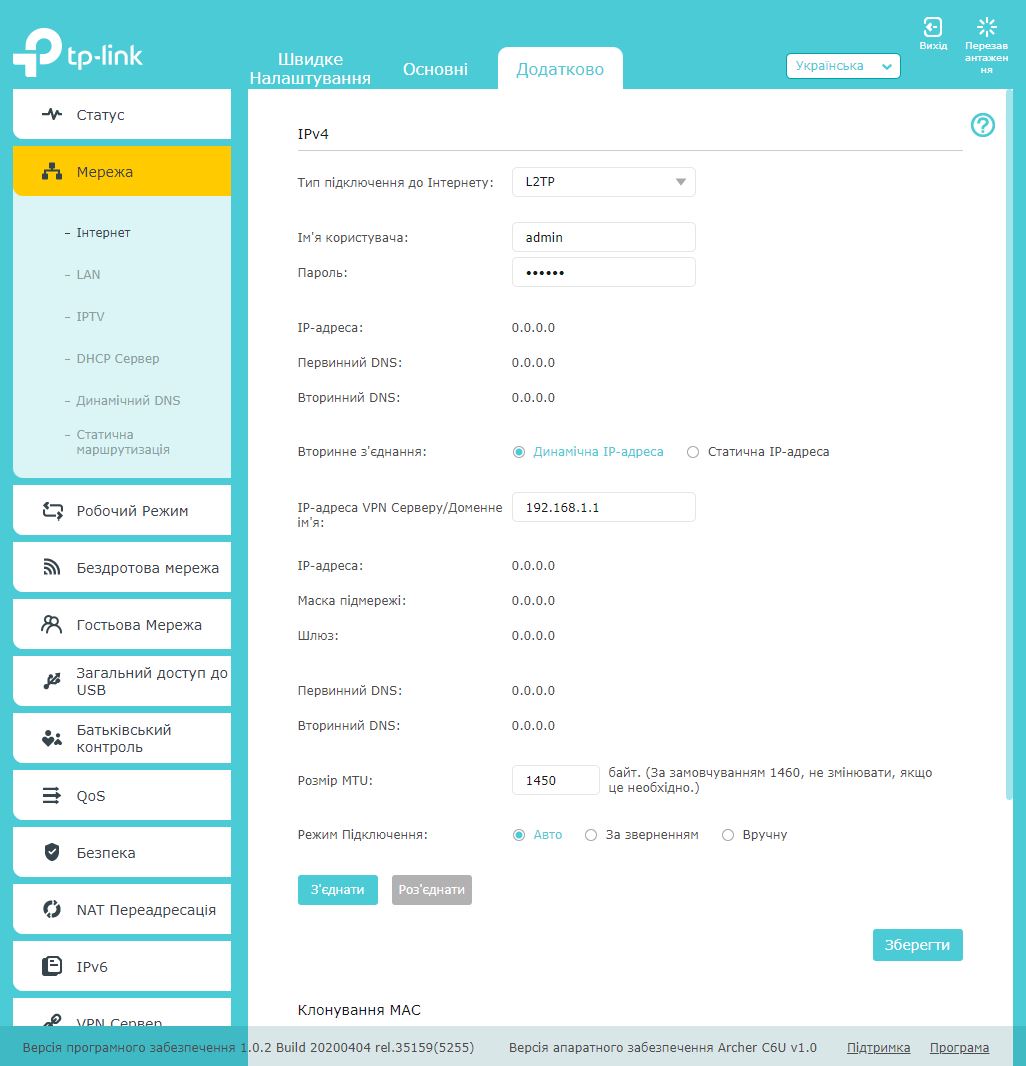 tp-link
Швидке
Налаштування
Основні
Додатково
Українська
Вихід
Перезав
антажен
ня
Статус
Мережа
– Інтернет
– LAN
– IPTV
– DHCP Сервер
– Динамічний DNS
– Статична
маршрутизація
Робочий Режим
Бездротова мережа
Гостьова Мережа
Загальний доступ до
USB
Батьківський
контроль
QoS
Безпека
NAT Переадресація
IPv6
VPN Сервер
IPv4
?
Тип підключення до Інтернету: L2TP
Ім'я користувача: admin
Пароль: ••••••
IP-адреса: 0.0.0.0
Первинний DNS: 0.0.0.0
Вторинний DNS: 0.0.0.0
Вторинне з'єднання: Динамічна IP-адреса Статична IP-адреса
IP-адреса VPN Серверу/Доменне
ім'я:
192.168.1.1
IP-адреса: 0.0.0.0
Маска підмережі: 0.0.0.0
Шлюз: 0.0.0.0
Первинний DNS: 0.0.0.0
Вторинний DNS: 0.0.0.0
Розмір MTU: 1450
байт. (За замовчуванням 1460, не змінювати, якщо
це необхідно.)
Режим Підключення: Авто За зверненням Вручну
З'єднати Роз'єднати
Зберегти
Клонування MAC
Версія програмного забезпечення 1.0.2 Build 20200404 rel.35159(5255) Версія апаратного забезпечення Archer C6U v1.0 Підтримка Програма